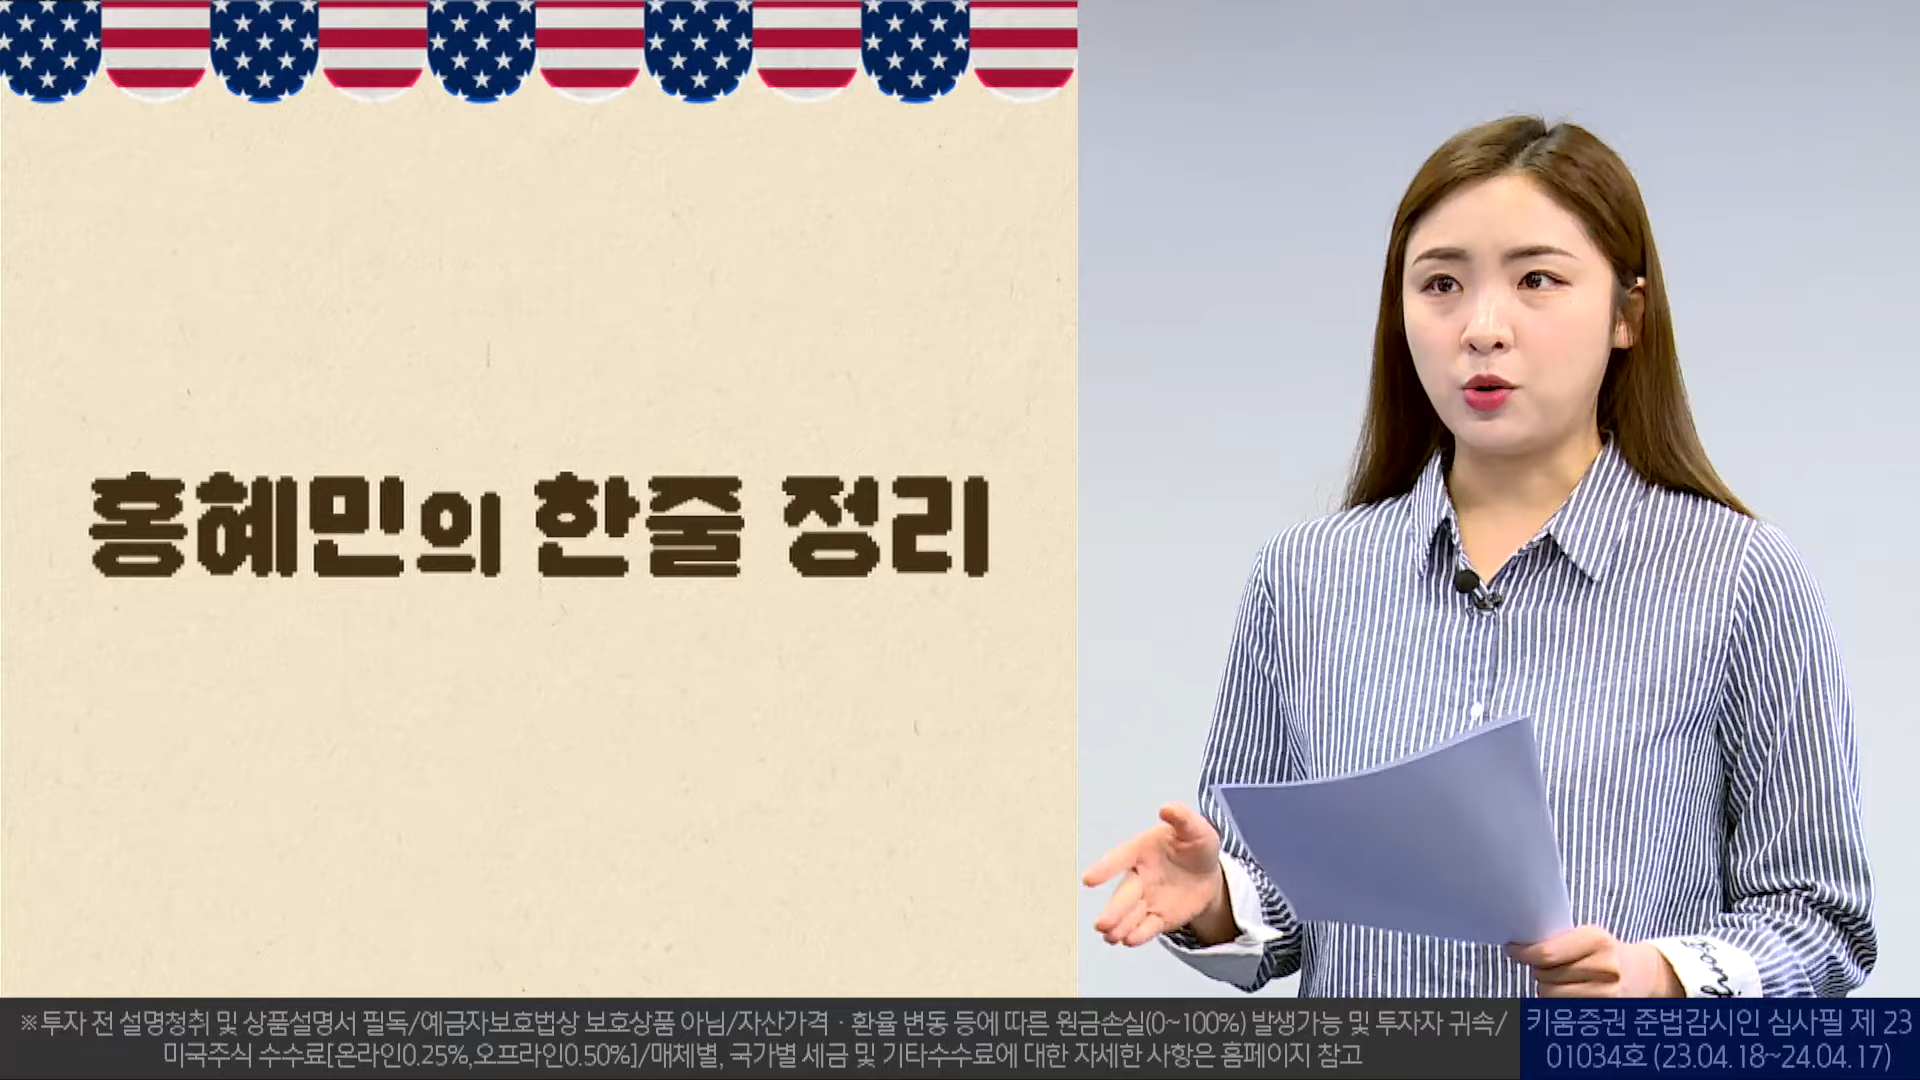 홍혜민의 한줄 정리
※투자 전 설명청취 및 상품설명서 필독/예금자보호법상 보호상품 아님/자산가격 · 환율 변동 등에 따른 원금손실(0~100%) 발생가능 및 투자자 귀속/
미국주식 수수료[온라인0.25%,오프라인0.50%]/매체별, 국가별 세금 및 기타수수료에 대한 자세한 사항은 홈페이지 참고
키움증권 준법감시인 심사필 제 23
01034호 (23.04.18~24.04.17)